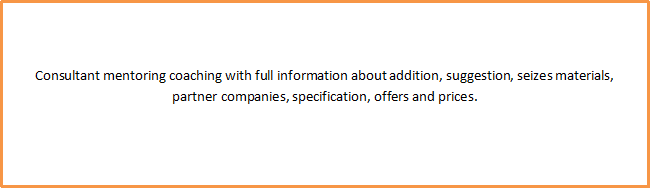 Consultant mentoring coaching with full information about addition, suggestion, seizes materials,
partner companies, specification, offers and prices.